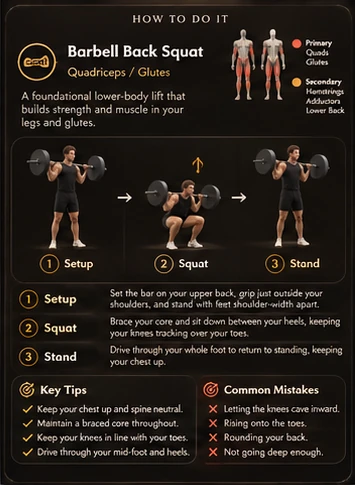 HOW TO DO IT
Barbell Back Squat
Quadriceps / Glutes
A foundational lower-body lift that
builds strength and muscle in your
legs and glutes.
Primary
Quads
Glutes
Secondary
Hamstrings
Adductors
Lower Back
1 Setup
2 Squat
3 Stand
1 Setup
Set the bar on your upper back, grip just outside your
shoulders, and stand with feet shoulder-width apart.
2 Squat
Brace your core and sit down between your heels, keeping
your knees tracking over your toes.
3 Stand
Drive through your whole foot to return to standing, keeping
your chest up.
Key Tips
Keep your chest up and spine neutral.
Maintain a braced core throughout.
Keep your knees in line with your toes.
Drive through your mid-foot and heels.
Common Mistakes
Letting the knees cave inward.
Rising onto the toes.
Rounding your back.
Not going deep enough.